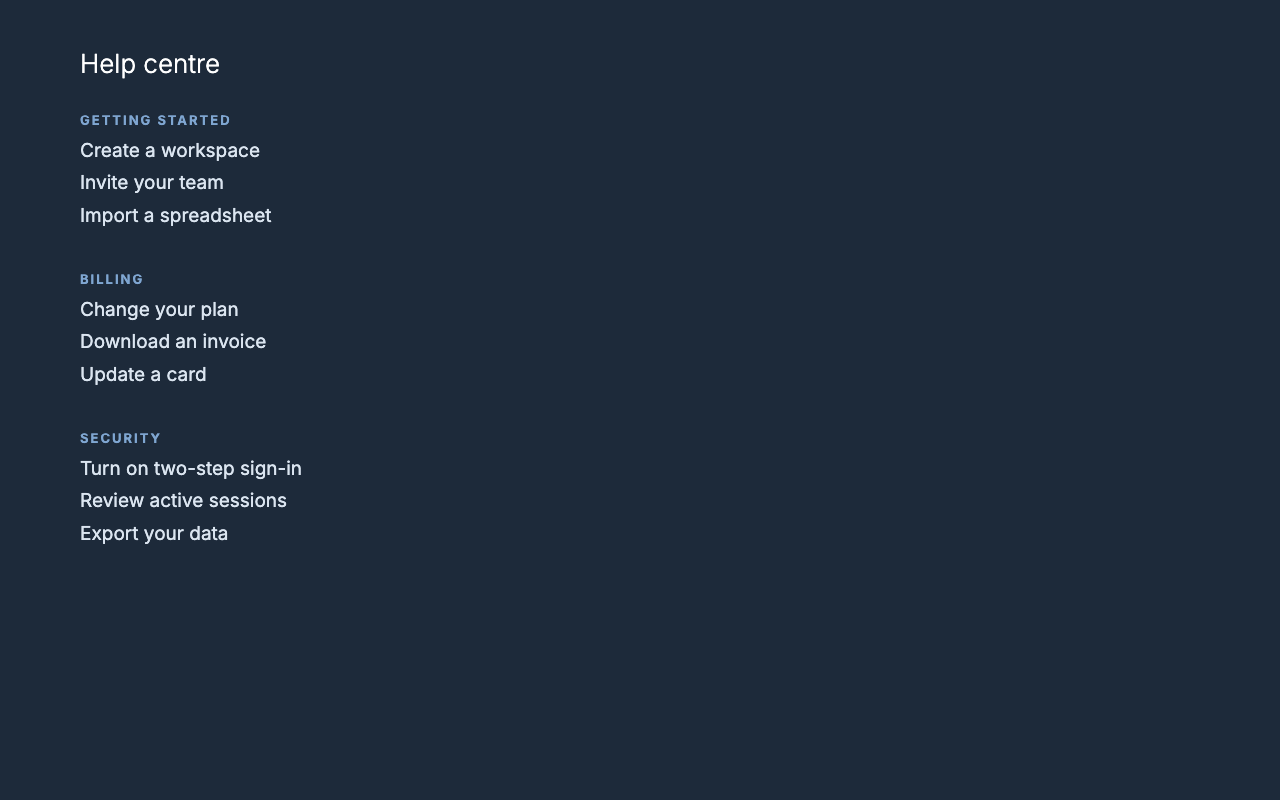 Help centre
GETTING STARTED
Create a workspace
Invite your team
Import a spreadsheet
BILLING
Change your plan
Download an invoice
Update a card
SECURITY
Turn on two-step sign-in
Review active sessions
Export your data